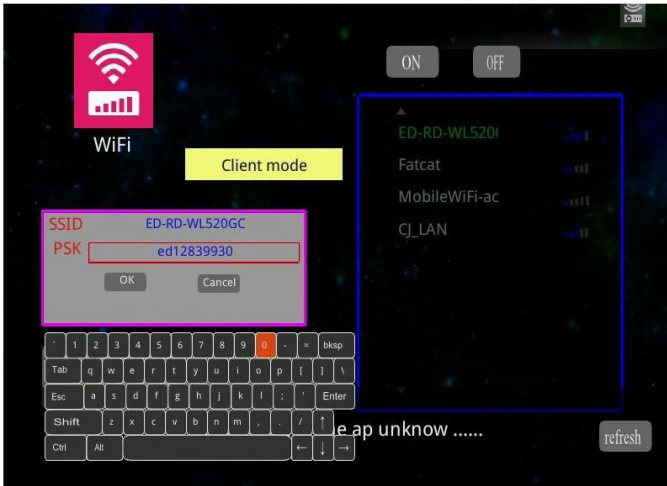 ON OFF
WiFi
Client mode
ED-RD-WL520
Fatcat
MobileWiFi-ac
CJ_LAN
SSID ED-RD-WL520GC
PSK ed12839930
OK Cancel
` 1 2 3 4 5 6 7 8 9 0 - = bksp
Tab q w e r t y u i o p [ ] \
Esc a s d f g h j k l ; ' Enter
Shift z x c v b n m , . / ↑
Ctrl Alt ← ↓ →
e ap unknow ......
refresh